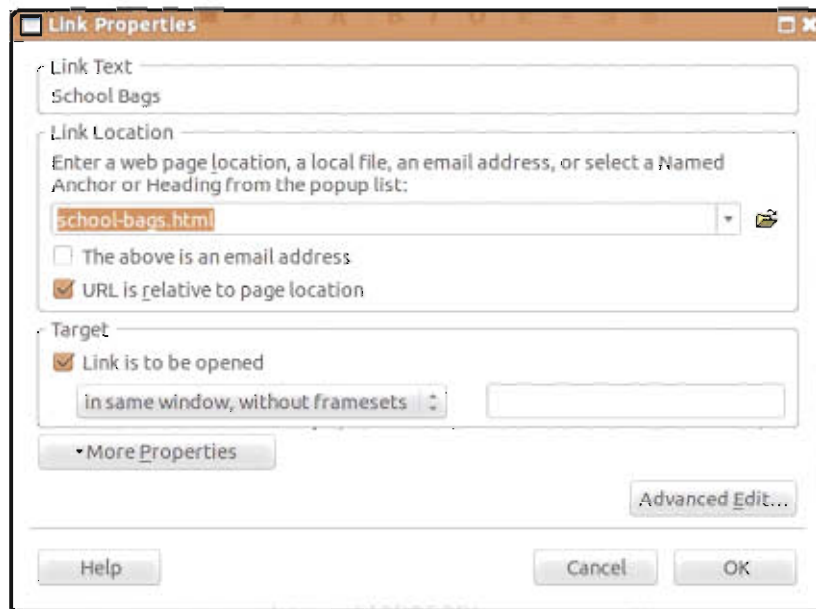 Link Properties
Link Text
School Bags
Link Location
Enter a web page location, a local file, an email address, or select a Named
Anchor or Heading from the popup list:
school-bags.html
The above is an email address
URL is relative to page location
Target
Link is to be opened
in same window, without framesets
More Properties
Advanced Edit...
Help Cancel OK